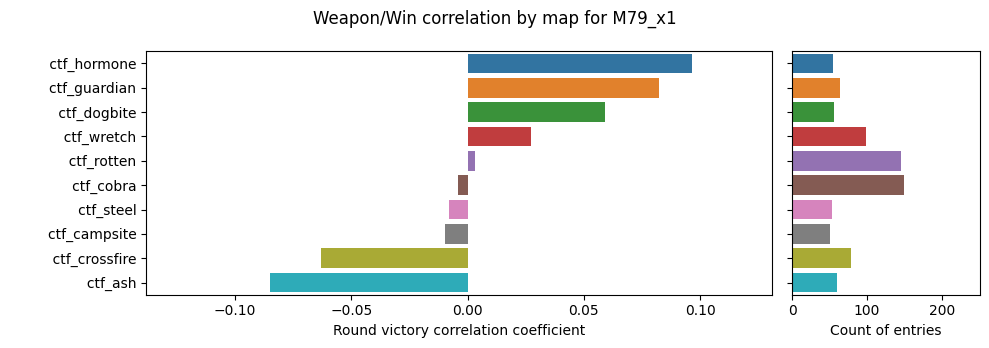 Weapon/Win correlation by map for M79_x1
ctf_hormone
ctf_guardian
ctf_dogbite
ctf_wretch
ctf_rotten
ctf_cobra
ctf_steel
ctf_campsite
ctf_crossfire
ctf_ash
−0.10 −0.05 0.00 0.05 0.10
Round victory correlation coefficient
0 100 200
Count of entries